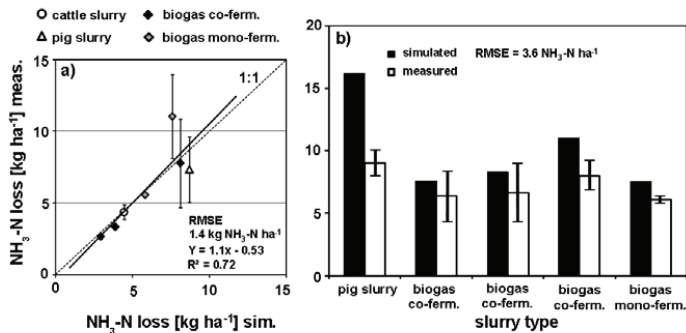 cattle slurry biogas co-ferm.
pig slurry biogas mono-ferm.
a)
1:1
15
10
5
0
0 5 10 15
NH₃-N loss [kg ha⁻¹] meas.
RMSE
1.4 kg NH₃-N ha⁻¹
Y = 1.1x - 0.53
R² = 0.72
NH₃-N loss [kg ha⁻¹] sim.
b)
simulated RMSE = 3.6 NH₃-N ha⁻¹
measured
20
15
10
5
0
pig slurry biogas co-ferm. biogas co-ferm. biogas co-ferm. biogas mono-ferm.
slurry type